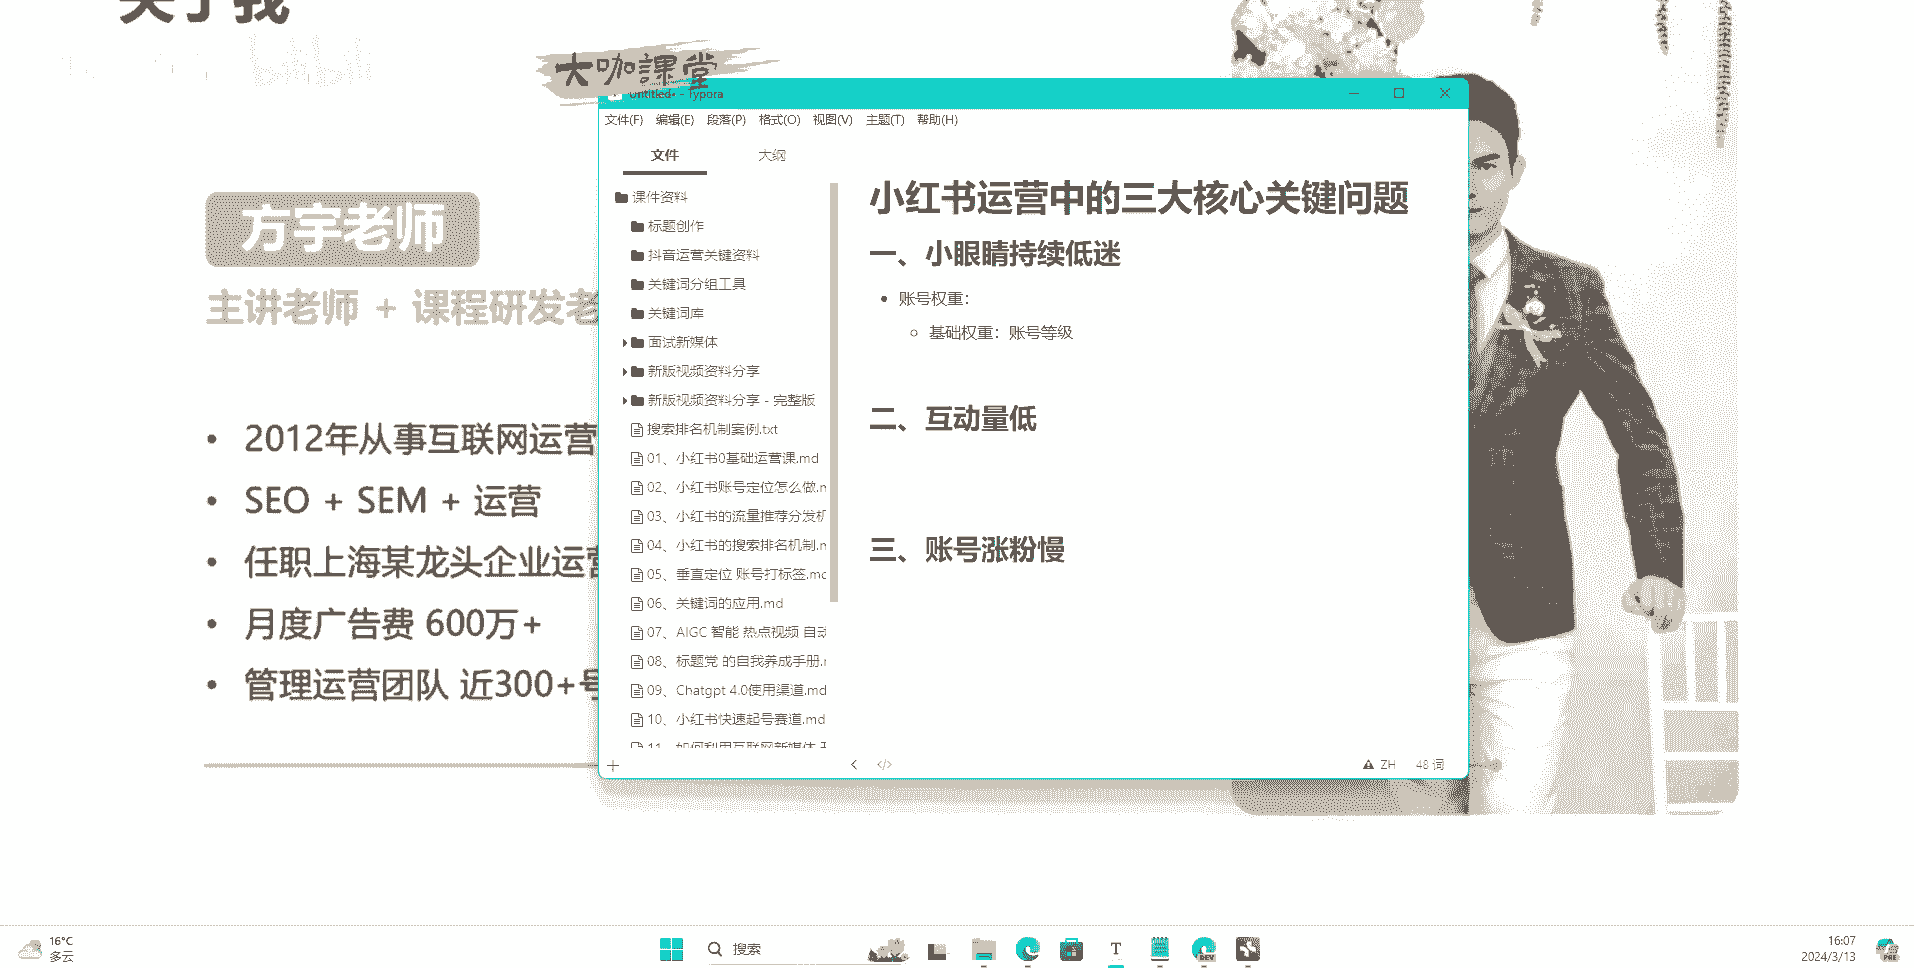 关于我
bilibili
大咖課堂
方宇老师
主讲老师 + 课程研发老
2012年从事互联网运营
SEO + SEM + 运营
任职上海某龙头企业运营
月度广告费 600万+
管理运营团队 近300+号
Untitled• - Typora
文件(F) 编辑(E) 段落(P) 格式(O) 视图(V) 主题(T) 帮助(H)
文件 大纲
课件资料
标题创作
抖音运营关键资料
关键词分组工具
关键词库
面试新媒体
新版视频资料分享
新版视频资料分享 - 完整版
搜索排名机制案例.txt
01、小红书0基础运营课.md
02、小红书账号定位怎么做.m
03、小红书的流量推荐分发机
04、小红书的搜索排名机制.m
05、垂直定位 账号打标签.md
06、关键词的应用.md
07、AIGC 智能 热点视频 自动
08、标题党 的自我养成手册.m
09、Chatgpt 4.0使用渠道.md
10、小红书快速起号赛道.md
11、如何利用互联网新媒体
小红书运营中的三大核心关键问题
一、小眼睛持续低迷
账号权重：
基础权重：账号等级
二、互动量低
三、账号涨粉慢
ZH 48 词
16°C
多云
搜索
T
DEV
16:07
2024/3/13
PRE